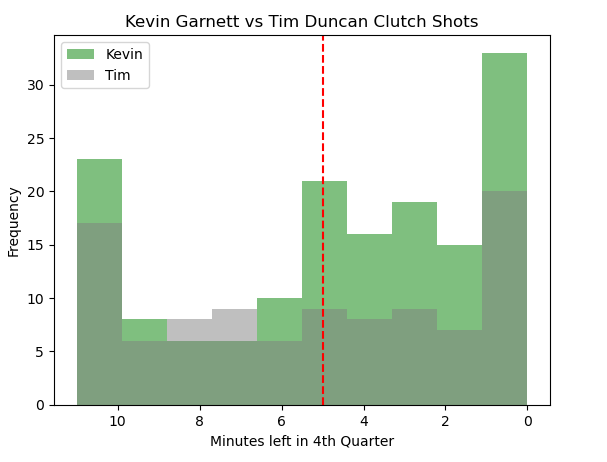 Kevin Garnett vs Tim Duncan Clutch Shots
Kevin
Tim
Frequency
30
25
20
15
10
5
0
10 8 6 4 2 0
Minutes left in 4th Quarter